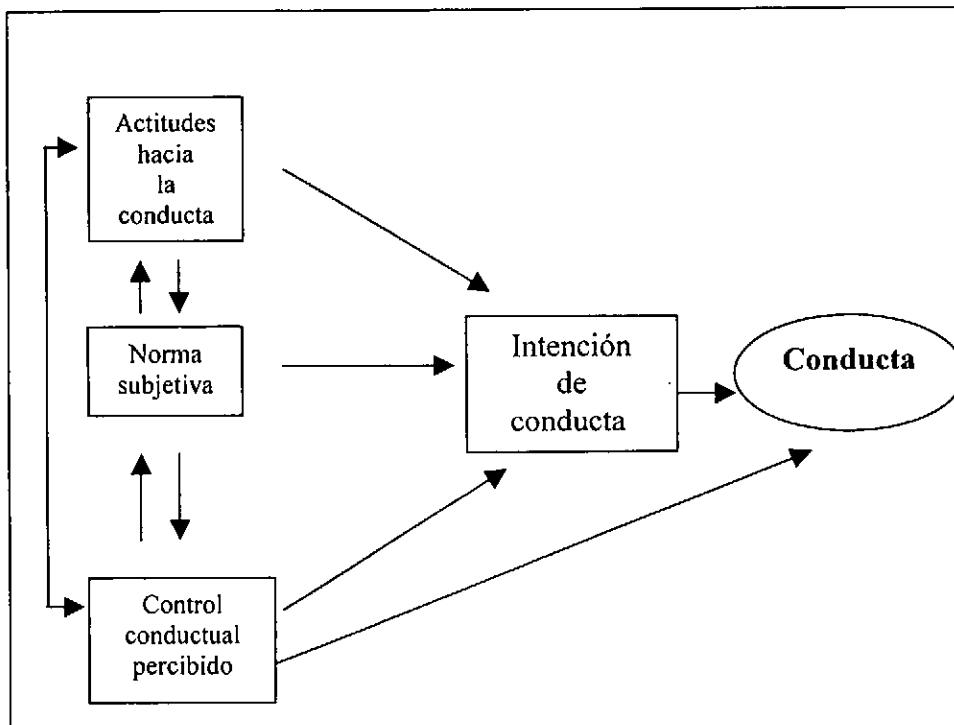 Actitudes
hacia
la
conducta
Norma
subjetiva
Intención
de
conducta
Conducta
Control
conductual
percibido